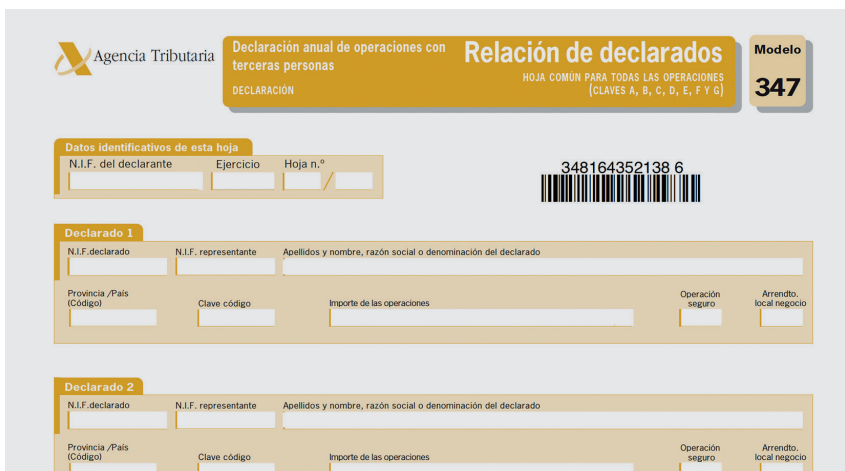 Agencia Tributaria
Declaración anual de operaciones con
terceras personas
DECLARACIÓN
Relación de declarados
HOJA COMÚN PARA TODAS LAS OPERACIONES
(CLAVES A, B, C, D, E, F Y G)
Modelo
347
Datos identificativos de esta hoja
N.I.F. del declarante Ejercicio Hoja n.º
/
348164352138 6
Declarado 1
N.I.F.declarado N.I.F. representante Apellidos y nombre, razón social o denominación del declarado
Provincia /País
(Código) Clave código Importe de las operaciones Operación
seguro Arrendto.
local negocio
Declarado 2
N.I.F.declarado N.I.F. representante Apellidos y nombre, razón social o denominación del declarado
Provincia /País
(Código) Clave código Importe de las operaciones Operación
seguro Arrendto.
local negocio